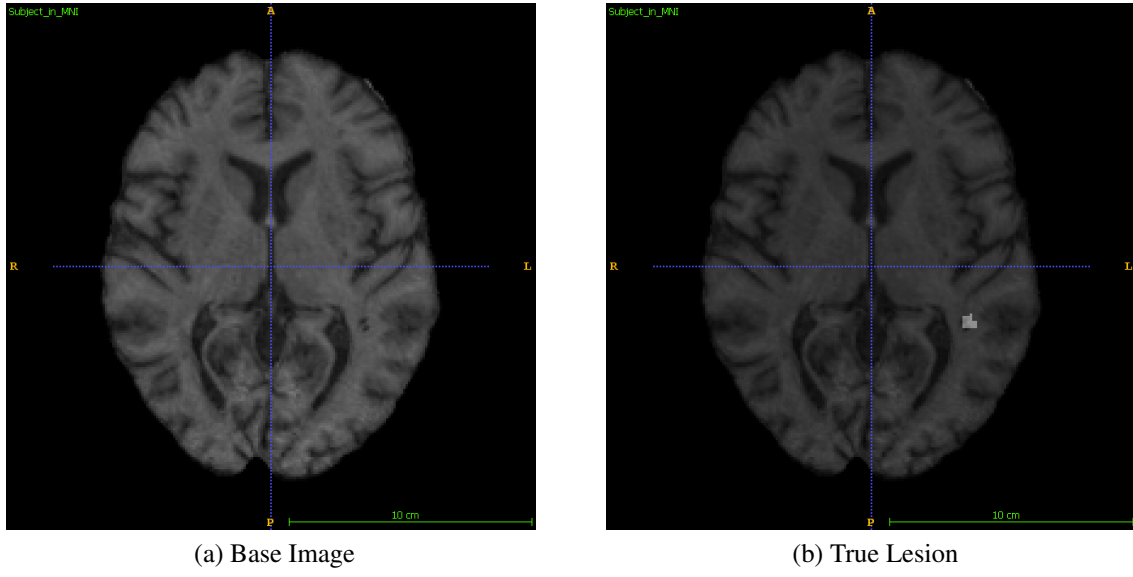 Subject_in_MNI
A
R
L
P
10 cm
(a) Base Image
Subject_in_MNI
A
R
L
P
10 cm
(b) True Lesion